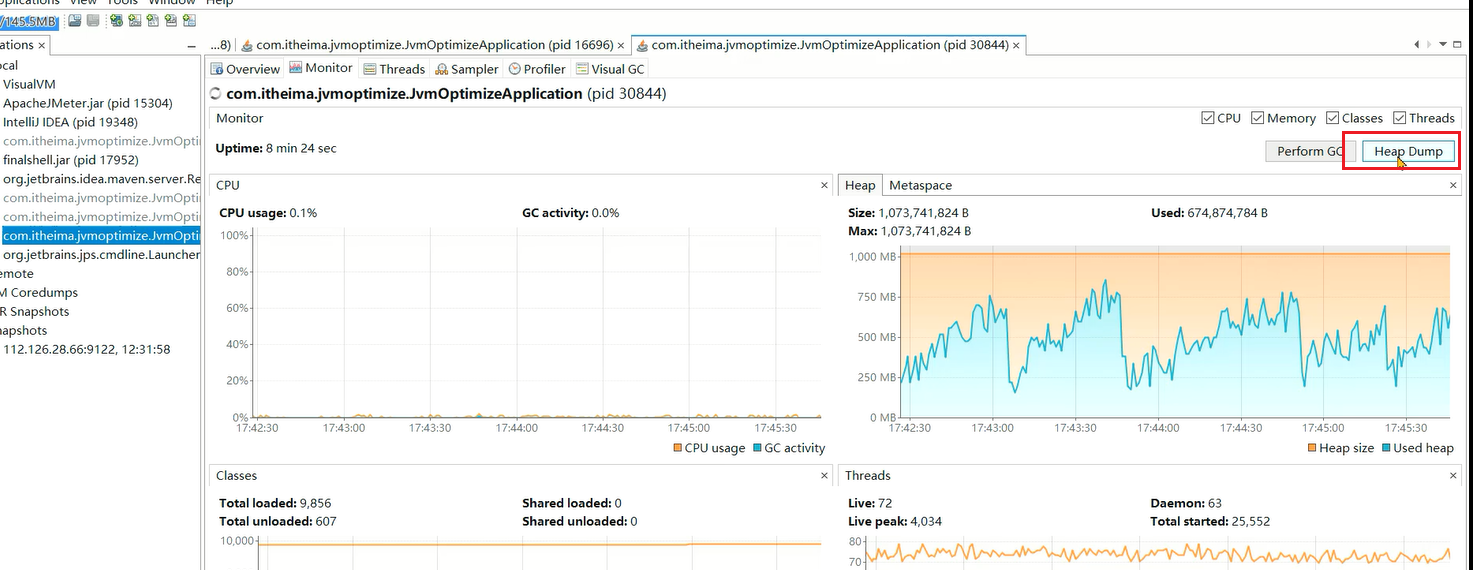 plications View Tools Window Help
/145.5MB
ations ×
ocal
VisualVM
ApacheJMeter.jar (pid 15304)
IntelliJ IDEA (pid 19348)
com.itheima.jvmoptimize.JvmOpti
finalshell.jar (pid 17952)
org.jetbrains.idea.maven.server.Re
com.itheima.jvmoptimize.JvmOpti
com.itheima.jvmoptimize.JvmOpti
com.itheima.jvmoptimize.JvmOpti
org.jetbrains.jps.cmdline.Launcher
emote
M Coredumps
R Snapshots
napshots
112.126.28.66:9122, 12:31:58
...8) com.itheima.jvmoptimize.JvmOptimizeApplication (pid 16696) × com.itheima.jvmoptimize.JvmOptimizeApplication (pid 30844) ×
Overview Monitor Threads Sampler Profiler Visual GC
com.itheima.jvmoptimize.JvmOptimizeApplication (pid 30844)
Monitor CPU Memory Classes Threads
Uptime: 8 min 24 sec
Perform GC Heap Dump
CPU ×
CPU usage: 0.1% GC activity: 0.0%
100%
80%
60%
40%
20%
0%
17:42:30 17:43:00 17:43:30 17:44:00 17:44:30 17:45:00 17:45:30
CPU usage GC activity
Heap Metaspace ×
Size: 1,073,741,824 B Used: 674,874,784 B
Max: 1,073,741,824 B
1,000 MB
750 MB
500 MB
250 MB
0 MB
17:42:30 17:43:00 17:43:30 17:44:00 17:44:30 17:45:00 17:45:30
Heap size Used heap
Classes ×
Total loaded: 9,856 Shared loaded: 0
Total unloaded: 607 Shared unloaded: 0
10,000
Threads ×
Live: 72 Daemon: 63
Live peak: 4,034 Total started: 25,552
80
70